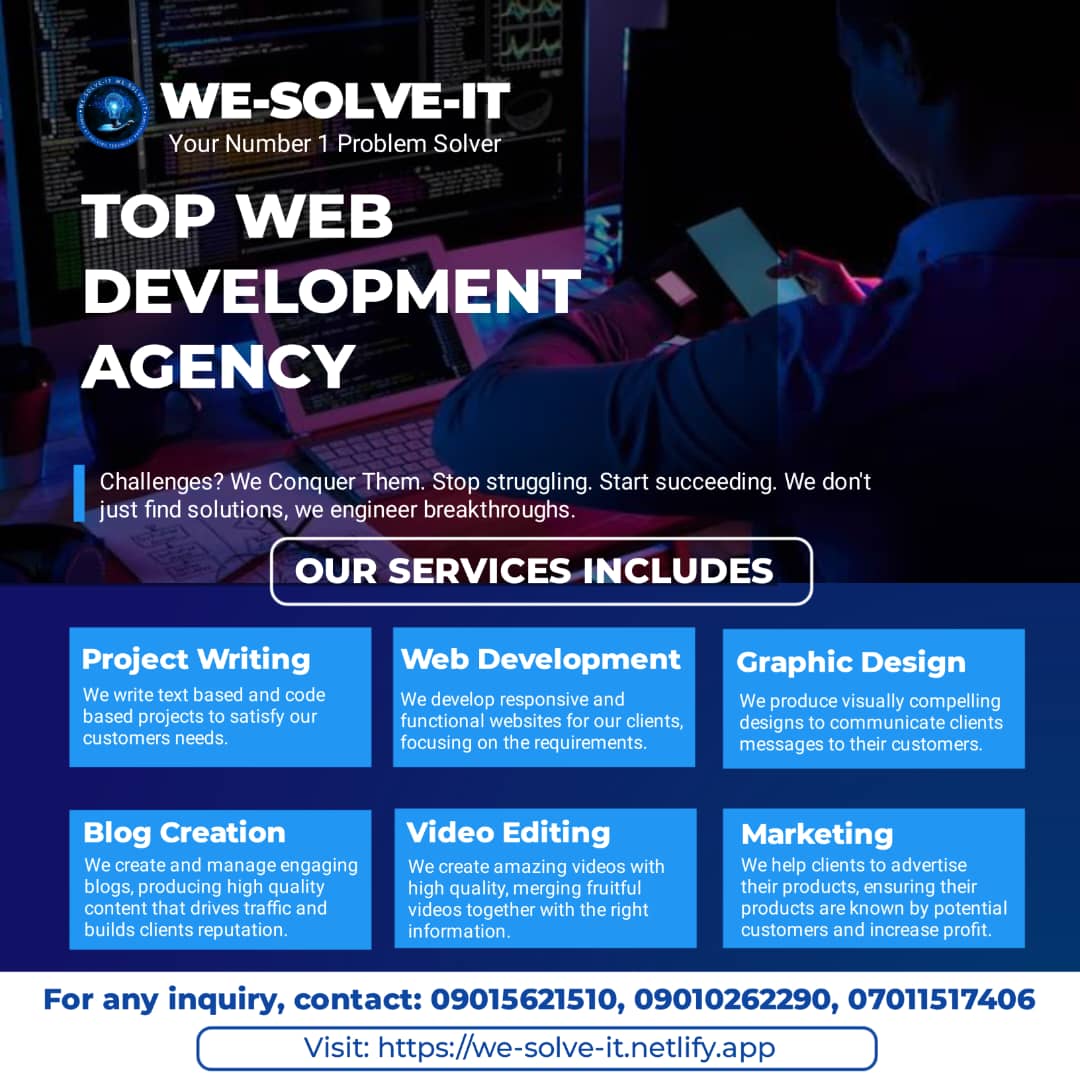 WE-SOLVE-IT
Your Number 1 Problem Solver
TOP WEB
DEVELOPMENT
AGENCY
Challenges? We Conquer Them. Stop struggling. Start succeeding. We don't
just find solutions, we engineer breakthroughs.
OUR SERVICES INCLUDES
Project Writing
We write text based and code
based projects to satisfy our
customers needs.
Web Development
We develop responsive and
functional websites for our clients,
focusing on the requirements.
Graphic Design
We produce visually compelling
designs to communicate clients
messages to their customers.
Blog Creation
We create and manage engaging
blogs, producing high quality
content that drives traffic and
builds clients reputation.
Video Editing
We create amazing videos with
high quality, merging fruitful
videos together with the right
information.
Marketing
We help clients to advertise
their products, ensuring their
products are known by potential
customers and increase profit.
For any inquiry, contact: 09015621510, 09010262290, 07011517406
Visit: https://we-solve-it.netlify.app